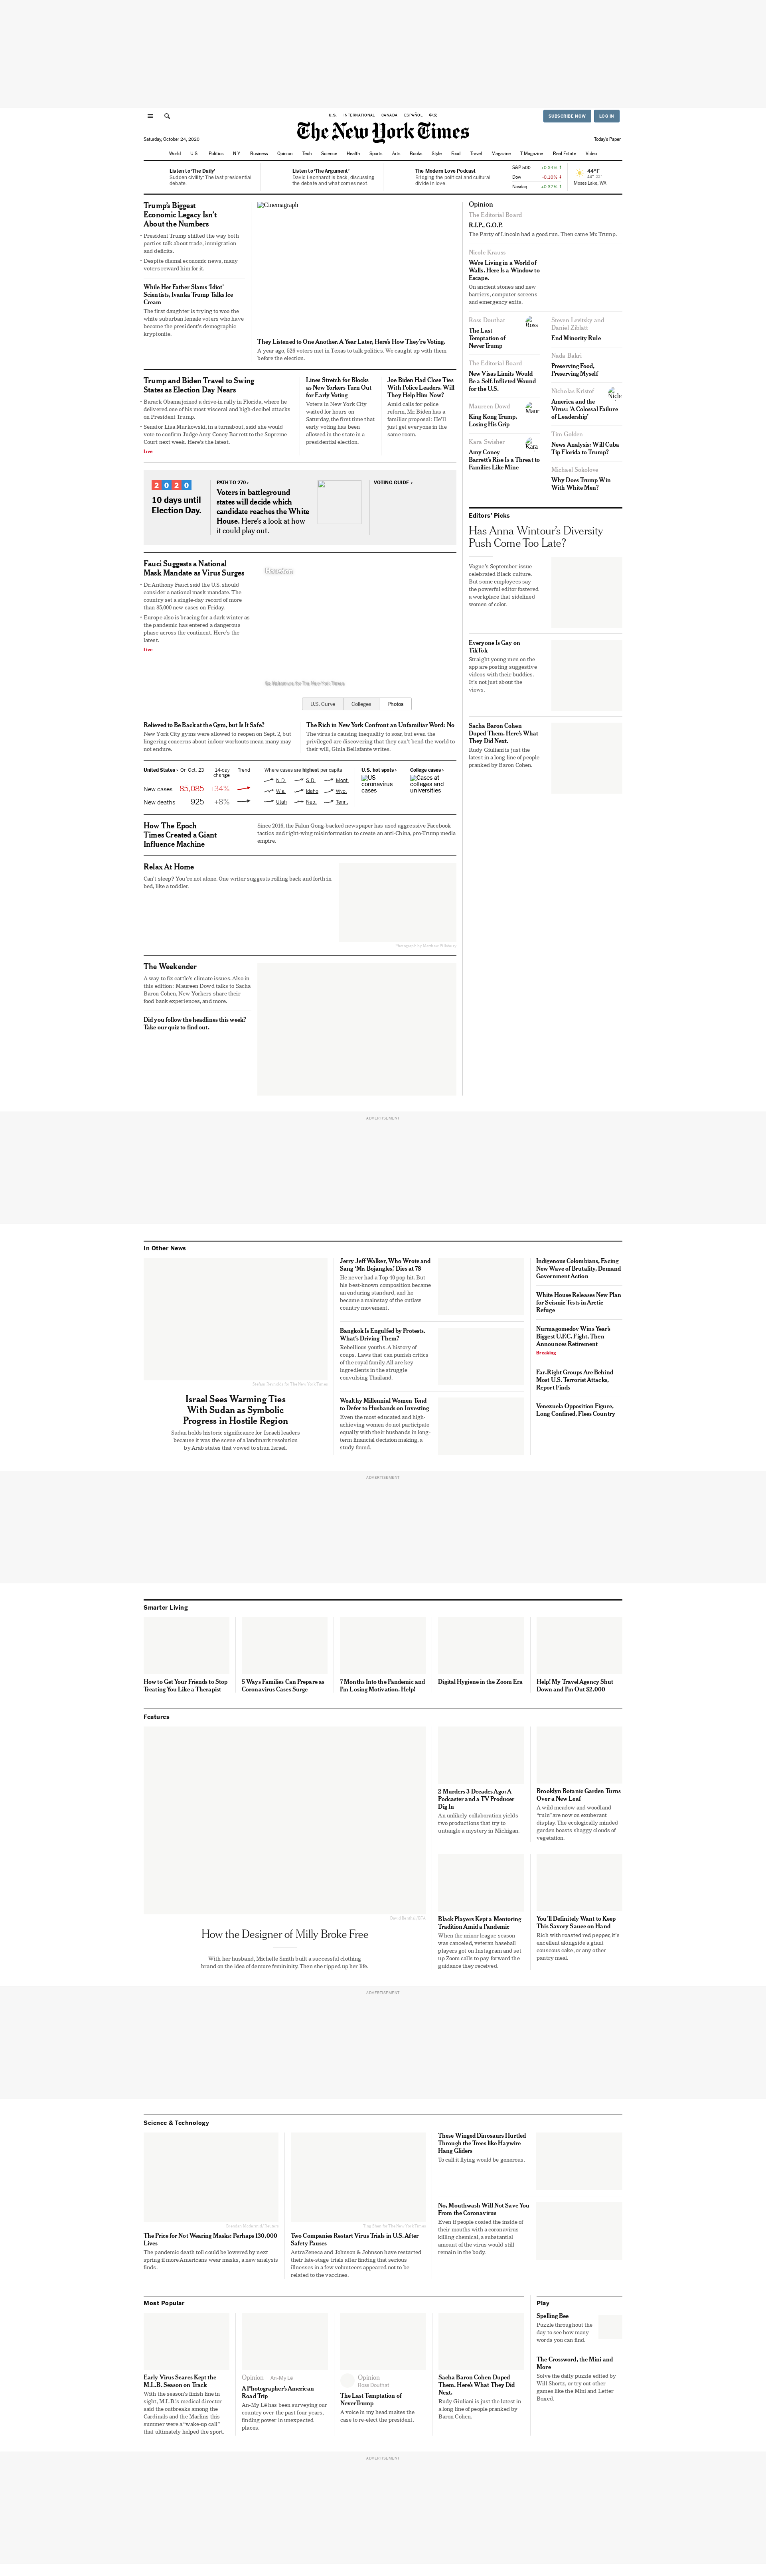 U.S.
INTERNATIONAL
CANADA
ESPAÑOL
中文
SUBSCRIBE NOW
LOG IN
The New York Times
Saturday, October 24, 2020
Today's Paper
World U.S. Politics N.Y. Business Opinion Tech Science Health Sports Arts Books Style Food Travel Magazine T Magazine Real Estate Video
Listen to 'The Daily'
Sudden civility: The last presidential
debate.
Listen to 'The Argument'
David Leonhardt is back, discussing
the debate and what comes next.
The Modern Love Podcast
Bridging the political and cultural
divide in love.
S&P 500 +0.34% ↑
Dow -0.10% ↓
Nasdaq +0.37% ↑
44°F
Moses Lake, WA
Trump's Biggest
Economic Legacy Isn't
About the Numbers
• President Trump shifted the way both
parties talk about trade, immigration
and deficits.
• Despite dismal economic news, many
voters reward him for it.
While Her Father Slams 'Idiot'
Scientists, Ivanka Trump Talks Ice
Cream
The first daughter is trying to woo the
white suburban female voters who have
become the president's demographic
kryptonite.
Cinemagraph
They Listened to One Another. A Year Later, Here's How They're Voting.
A year ago, 526 voters met in Texas to talk politics. We caught up with them
before the election.
Trump and Biden Travel to Swing
States as Election Day Nears
• Barack Obama joined a drive-in rally in Florida, where he
delivered one of his most visceral and high-decibel attacks
on President Trump.
• Senator Lisa Murkowski, in a turnabout, said she would
vote to confirm Judge Amy Coney Barrett to the Supreme
Court next week. Here's the latest.
Live
Lines Stretch for Blocks
as New Yorkers Turn Out
for Early Voting
Voters in New York City
waited for hours on
Saturday, the first time that
early voting has been
allowed in the state in a
presidential election.
Joe Biden Had Close Ties
With Police Leaders. Will
They Help Him Now?
Amid calls for police
reform, Mr. Biden has a
familiar proposal: He'll just
get everyone in the
same room.
2020
10 days until
Election Day.
PATH TO 270 ›
Voters in battleground
states will decide which
candidate reaches the White
House. Here's a look at how
it could play out.
VOTING GUIDE ›
Fauci Suggests a National
Mask Mandate as Virus Surges
• Dr. Anthony Fauci said the U.S. should
consider a national mask mandate. The
country set a single-day record of more
than 85,000 new cases on Friday.
• Europe also is bracing for a dark winter as
the pandemic has entered a dangerous
phase across the continent. Here's the
latest.
Live
Houston
U.S. Curve
Colleges
Photos
Relieved to Be Back at the Gym, but Is It Safe?
New York City gyms were allowed to reopen on Sept. 2, but
lingering concerns about indoor workouts mean many may
not endure.
The Rich in New York Confront an Unfamiliar Word: No
The virus is causing inequality to soar, but even the
privileged are discovering that they can't bend the world to
their will, Ginia Bellafante writes.
United States › On Oct. 23 14-day
change Trend
New cases 85,085 +34%
New deaths 925 +8%
Where cases are highest per capita
N.D. S.D. Mont.
Wis. Idaho Wyo.
Utah Neb. Tenn.
U.S. hot spots ›
US
coronavirus
cases
College cases ›
Cases at
colleges and
universities
How The Epoch
Times Created a Giant
Influence Machine
Since 2016, the Falun Gong-backed newspaper has used aggressive Facebook
tactics and right-wing misinformation to create an anti-China, pro-Trump media
empire.
Relax At Home
Can't sleep? You're not alone. One writer suggests rolling back and forth in
bed, like a toddler.
The Weekender
A way to fix cattle's climate issues. Also in
this edition: Maureen Dowd talks to Sacha
Baron Cohen, New Yorkers share their
food bank experiences, and more.
Did you follow the headlines this week?
Take our quiz to find out.
Opinion
The Editorial Board
R.I.P., G.O.P.
The Party of Lincoln had a good run. Then came Mr. Trump.
Nicola Krauss
We're Living in a World of
Walls. Here Is a Window to
Escape.
On ancient stones and new
barriers, computer screens
and emergency exits.
Ross Douthat
The Last
Temptation of
NeverTrump
The Editorial Board
New Visas Limits Would
Be a Self-Inflicted Wound
for the U.S.
Maureen Dowd
King Kong Trump,
Losing His Grip
Kara Swisher
Amy Coney
Barrett's Rise Is a Threat to
Families Like Mine
Steven Levitsky and
Daniel Ziblatt
End Minority Rule
Nada Bakri
Preserving Food,
Preserving Myself
Nicholas Kristof
America and the
Virus: 'A Colossal Failure
of Leadership'
Tim Golden
News Analysis: Will Cuba
Tip Florida to Trump?
Michael Sokolove
Why Does Trump Win
With White Men?
Editors' Picks
Has Anna Wintour's Diversity
Push Come Too Late?
Vogue's September issue
celebrated Black culture.
But some employees say
the powerful editor fostered
a workplace that sidelined
women of color.
Everyone Is Gay on
TikTok
Straight young men on the
app are posting suggestive
videos with their buddies.
It's not just about the
views.
Sacha Baron Cohen
Duped Them. Here's What
They Did Next.
Rudy Giuliani is just the
latest in a long line of people
pranked by Baron Cohen.
ADVERTISEMENT
In Other News
Israel Sees Warming Ties
With Sudan as Symbolic
Progress in Hostile Region
Sudan holds historic significance for Israeli leaders
because it was the scene of a landmark resolution
by Arab states that vowed to shun Israel.
Jerry Jeff Walker, Who Wrote and
Sang 'Mr. Bojangles,' Dies at 78
He never had a Top 40 pop hit. But
his best-known composition became
an enduring standard, and he
became a mainstay of the outlaw
country movement.
Bangkok Is Engulfed by Protests.
What's Driving Them?
Rebellious youths. A history of
coups. Laws that can punish critics
of the royal family. All are key
ingredients in the struggle
convulsing Thailand.
Wealthy Millennial Women Tend
to Defer to Husbands on Investing
Even the most educated and high-
achieving women do not participate
equally with their husbands in long-
term financial decision making, a
study found.
Indigenous Colombians, Facing
New Wave of Brutality, Demand
Government Action
White House Releases New Plan
for Seismic Tests in Arctic
Refuge
Nurmagomedov Wins Year's
Biggest U.F.C. Fight, Then
Announces Retirement
Breaking
Far-Right Groups Are Behind
Most U.S. Terrorist Attacks,
Report Finds
Venezuela Opposition Figure,
Long Confined, Flees Country
ADVERTISEMENT
Smarter Living
How to Get Your Friends to Stop
Treating You Like a Therapist
5 Ways Families Can Prepare as
Coronavirus Cases Surge
7 Months Into the Pandemic and
I'm Losing Motivation. Help!
Digital Hygiene in the Zoom Era
Help! My Travel Agency Shut
Down and I'm Out $2,000
Features
How the Designer of Milly Broke Free
With her husband, Michelle Smith built a successful clothing
brand on the idea of demure femininity. Then she ripped up her life.
2 Murders 3 Decades Ago: A
Podcaster and a TV Producer
Dig In
An unlikely collaboration yields
two productions that try to
untangle a mystery in Michigan.
Brooklyn Botanic Garden Turns
Over a New Leaf
A wild meadow and woodland
"ruin" are now on exuberant
display. The ecologically minded
garden boasts shaggy clouds of
vegetation.
Black Players Kept a Mentoring
Tradition Amid a Pandemic
When the minor league season
was canceled, veteran baseball
players got on Instagram and set
up Zoom calls to pay forward the
guidance they received.
You'll Definitely Want to Keep
This Savory Sauce on Hand
Rich with roasted red pepper, it's
excellent alongside a giant
couscous cake, or any other
pantry meal.
ADVERTISEMENT
Science & Technology
The Price for Not Wearing Masks: Perhaps 130,000
Lives
The pandemic death toll could be lowered by next
spring if more Americans wear masks, a new analysis
finds.
Two Companies Restart Virus Trials in U.S. After
Safety Pauses
AstraZeneca and Johnson & Johnson have restarted
their late-stage trials after finding that serious
illnesses in a few volunteers appeared not to be
related to the vaccines.
These Winged Dinosaurs Hurtled
Through the Trees like Haywire
Hang Gliders
To call it flying would be generous.
No, Mouthwash Will Not Save You
From the Coronavirus
Even if people coated the inside of
their mouths with a coronavirus-
killing chemical, a substantial
amount of the virus would still
remain in the body.
Most Popular
Early Virus Scares Kept the
M.L.B. Season on Track
With the season's finish line in
sight, M.L.B.'s medical director
said the outbreaks among the
Cardinals and the Marlins this
summer were a "wake-up call"
that ultimately helped the sport.
Opinion | An-My Lê
A Photographer's American
Road Trip
An-My Lê has been surveying our
country over the past four years,
finding power in unexpected
places.
Opinion
Ross Douthat
The Last Temptation of
NeverTrump
A voice in my head makes the
case to re-elect the president.
Sacha Baron Cohen Duped
Them. Here's What They Did
Next.
Rudy Giuliani is just the latest in
a long line of people pranked by
Baron Cohen.
Play
Spelling Bee
Puzzle throughout the
day to see how many
words you can find.
The Crossword, the Mini and
More
Solve the daily puzzle edited by
Will Shortz, or try out other
games like the Mini and Letter
Boxed.
ADVERTISEMENT